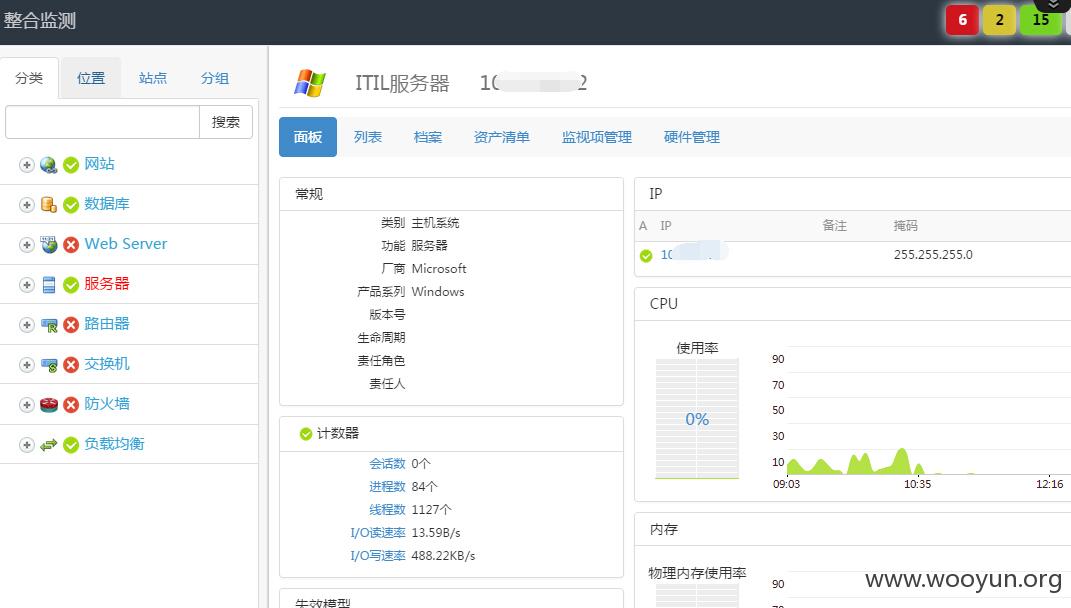 整合监测
6 2 15
分类 位置 站点 分组
搜索
网站
数据库
Web Server
服务器
路由器
交换机
防火墙
负载均衡
ITIL服务器 10 2
面板 列表 档案 资产清单 监视项管理 硬件管理
常规
类别 主机系统
功能 服务器
厂商 Microsoft
产品系列 Windows
版本号
生命周期
责任角色
责任人
计数器
会话数 0个
进程数 84个
线程数 1127个
I/O读速率 13.59B/s
I/O写速率 488.22KB/s
失效模型
IP
A IP 备注 掩码
10 . 255.255.255.0
CPU
使用率
0%
90
70
50
30
10
09:03 10:35 12:16
内存
物理内存使用率
90
70
www.wooyun.org